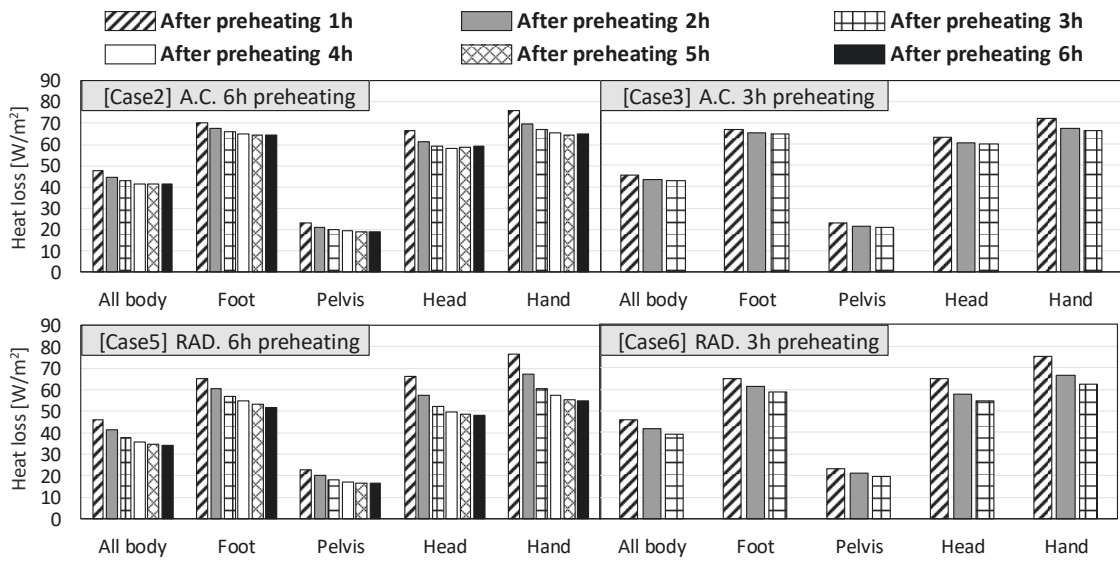 After preheating 1h After preheating 2h After preheating 3h
After preheating 4h After preheating 5h After preheating 6h
Heat loss [W/m²]
90
80
70
60
50
40
30
20
10
0
[Case2] A.C. 6h preheating
All body Foot Pelvis Head Hand
[Case3] A.C. 3h preheating
All body Foot Pelvis Head Hand
Heat loss [W/m²]
90
80
70
60
50
40
30
20
10
0
[Case5] RAD. 6h preheating
All body Foot Pelvis Head Hand
[Case6] RAD. 3h preheating
All body Foot Pelvis Head Hand